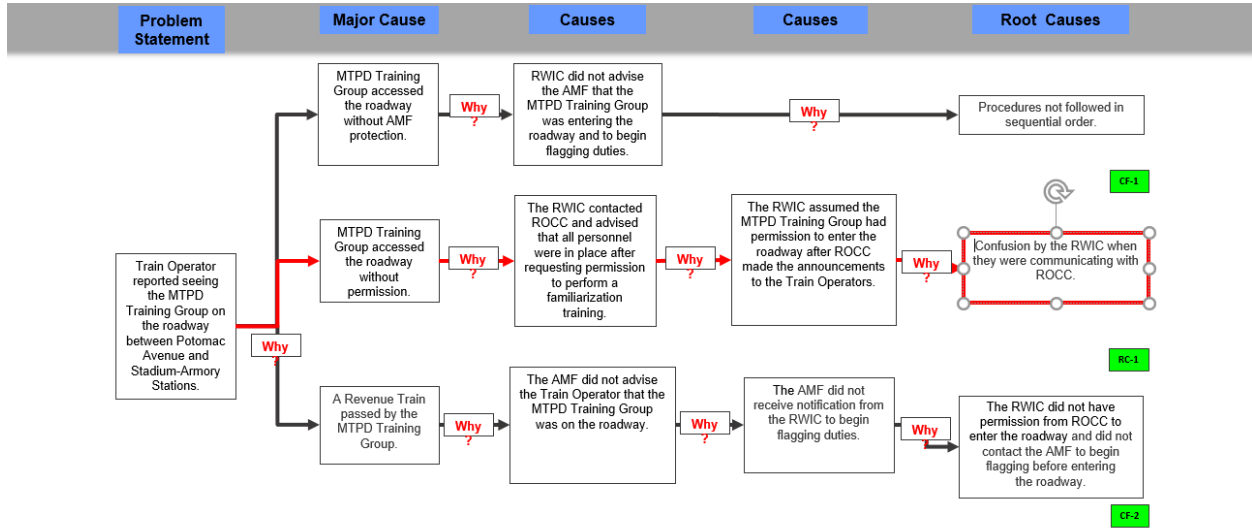 Problem
Statement
Major Cause
Causes
Causes
Root Causes
MTPD Training
Group accessed
the roadway
without AMF
protection.
Why
?
RWIC did not advise
the AMF that the
MTPD Training Group
was entering the
roadway and to begin
flagging duties.
Why
?
Procedures not followed in
sequential order.
CF-1
Train Operator
reported seeing
the MTPD
Training Group on
the roadway
between Potomac
Avenue and
Stadium-Armory
Stations.
Why
?
MTPD Training
Group accessed
the roadway
without
permission.
Why
?
The RWIC contacted
ROCC and advised
that all personnel
were in place after
requesting permission
to perform a
familiarization
training.
Why
?
The RWIC assumed the
MTPD Training Group had
permission to enter the
roadway after ROCC
made the announcements
to the Train Operators.
Why
?
Confusion by the RWIC when
they were communicating with
ROCC.
RC-1
A Revenue Train
passed by the
MTPD Training
Group.
Why
?
The AMF did not advise
the Train Operator that the
MTPD Training Group
was on the roadway.
Why
?
The AMF did not
receive notification from
the RWIC to begin
flagging duties.
Why
?
The RWIC did not have
permission from ROCC to
enter the roadway and did not
contact the AMF to begin
flagging before entering
the roadway.
CF-2